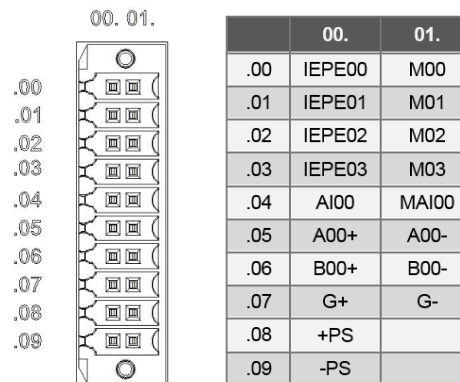 00. 01.
.00
.01
.02
.03
.04
.05
.06
.07
.08
.09
00. 01.
.00 IEPE00 M00
.01 IEPE01 M01
.02 IEPE02 M02
.03 IEPE03 M03
.04 AI00 MAI00
.05 A00+ A00-
.06 B00+ B00-
.07 G+ G-
.08 +PS
.09 -PS